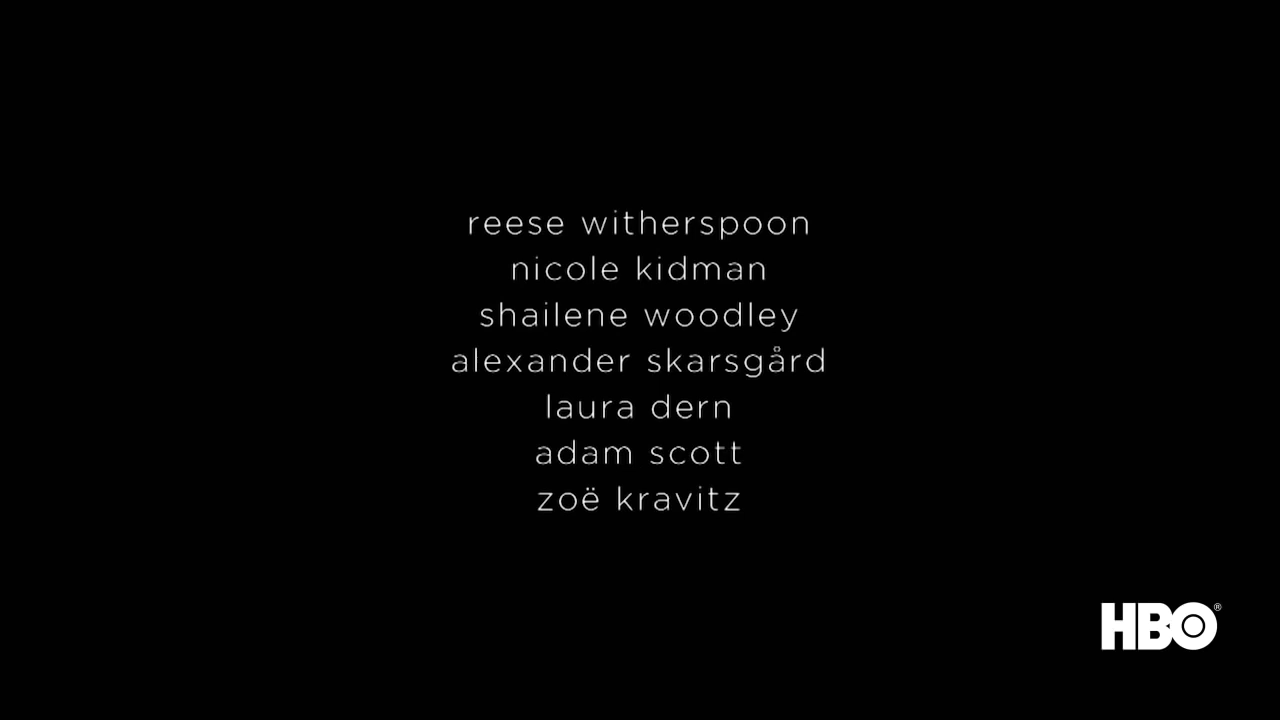 reese witherspoon
nicole kidman
shailene woodley
alexander skarsgård
laura dern
adam scott
zoë kravitz
HBO®